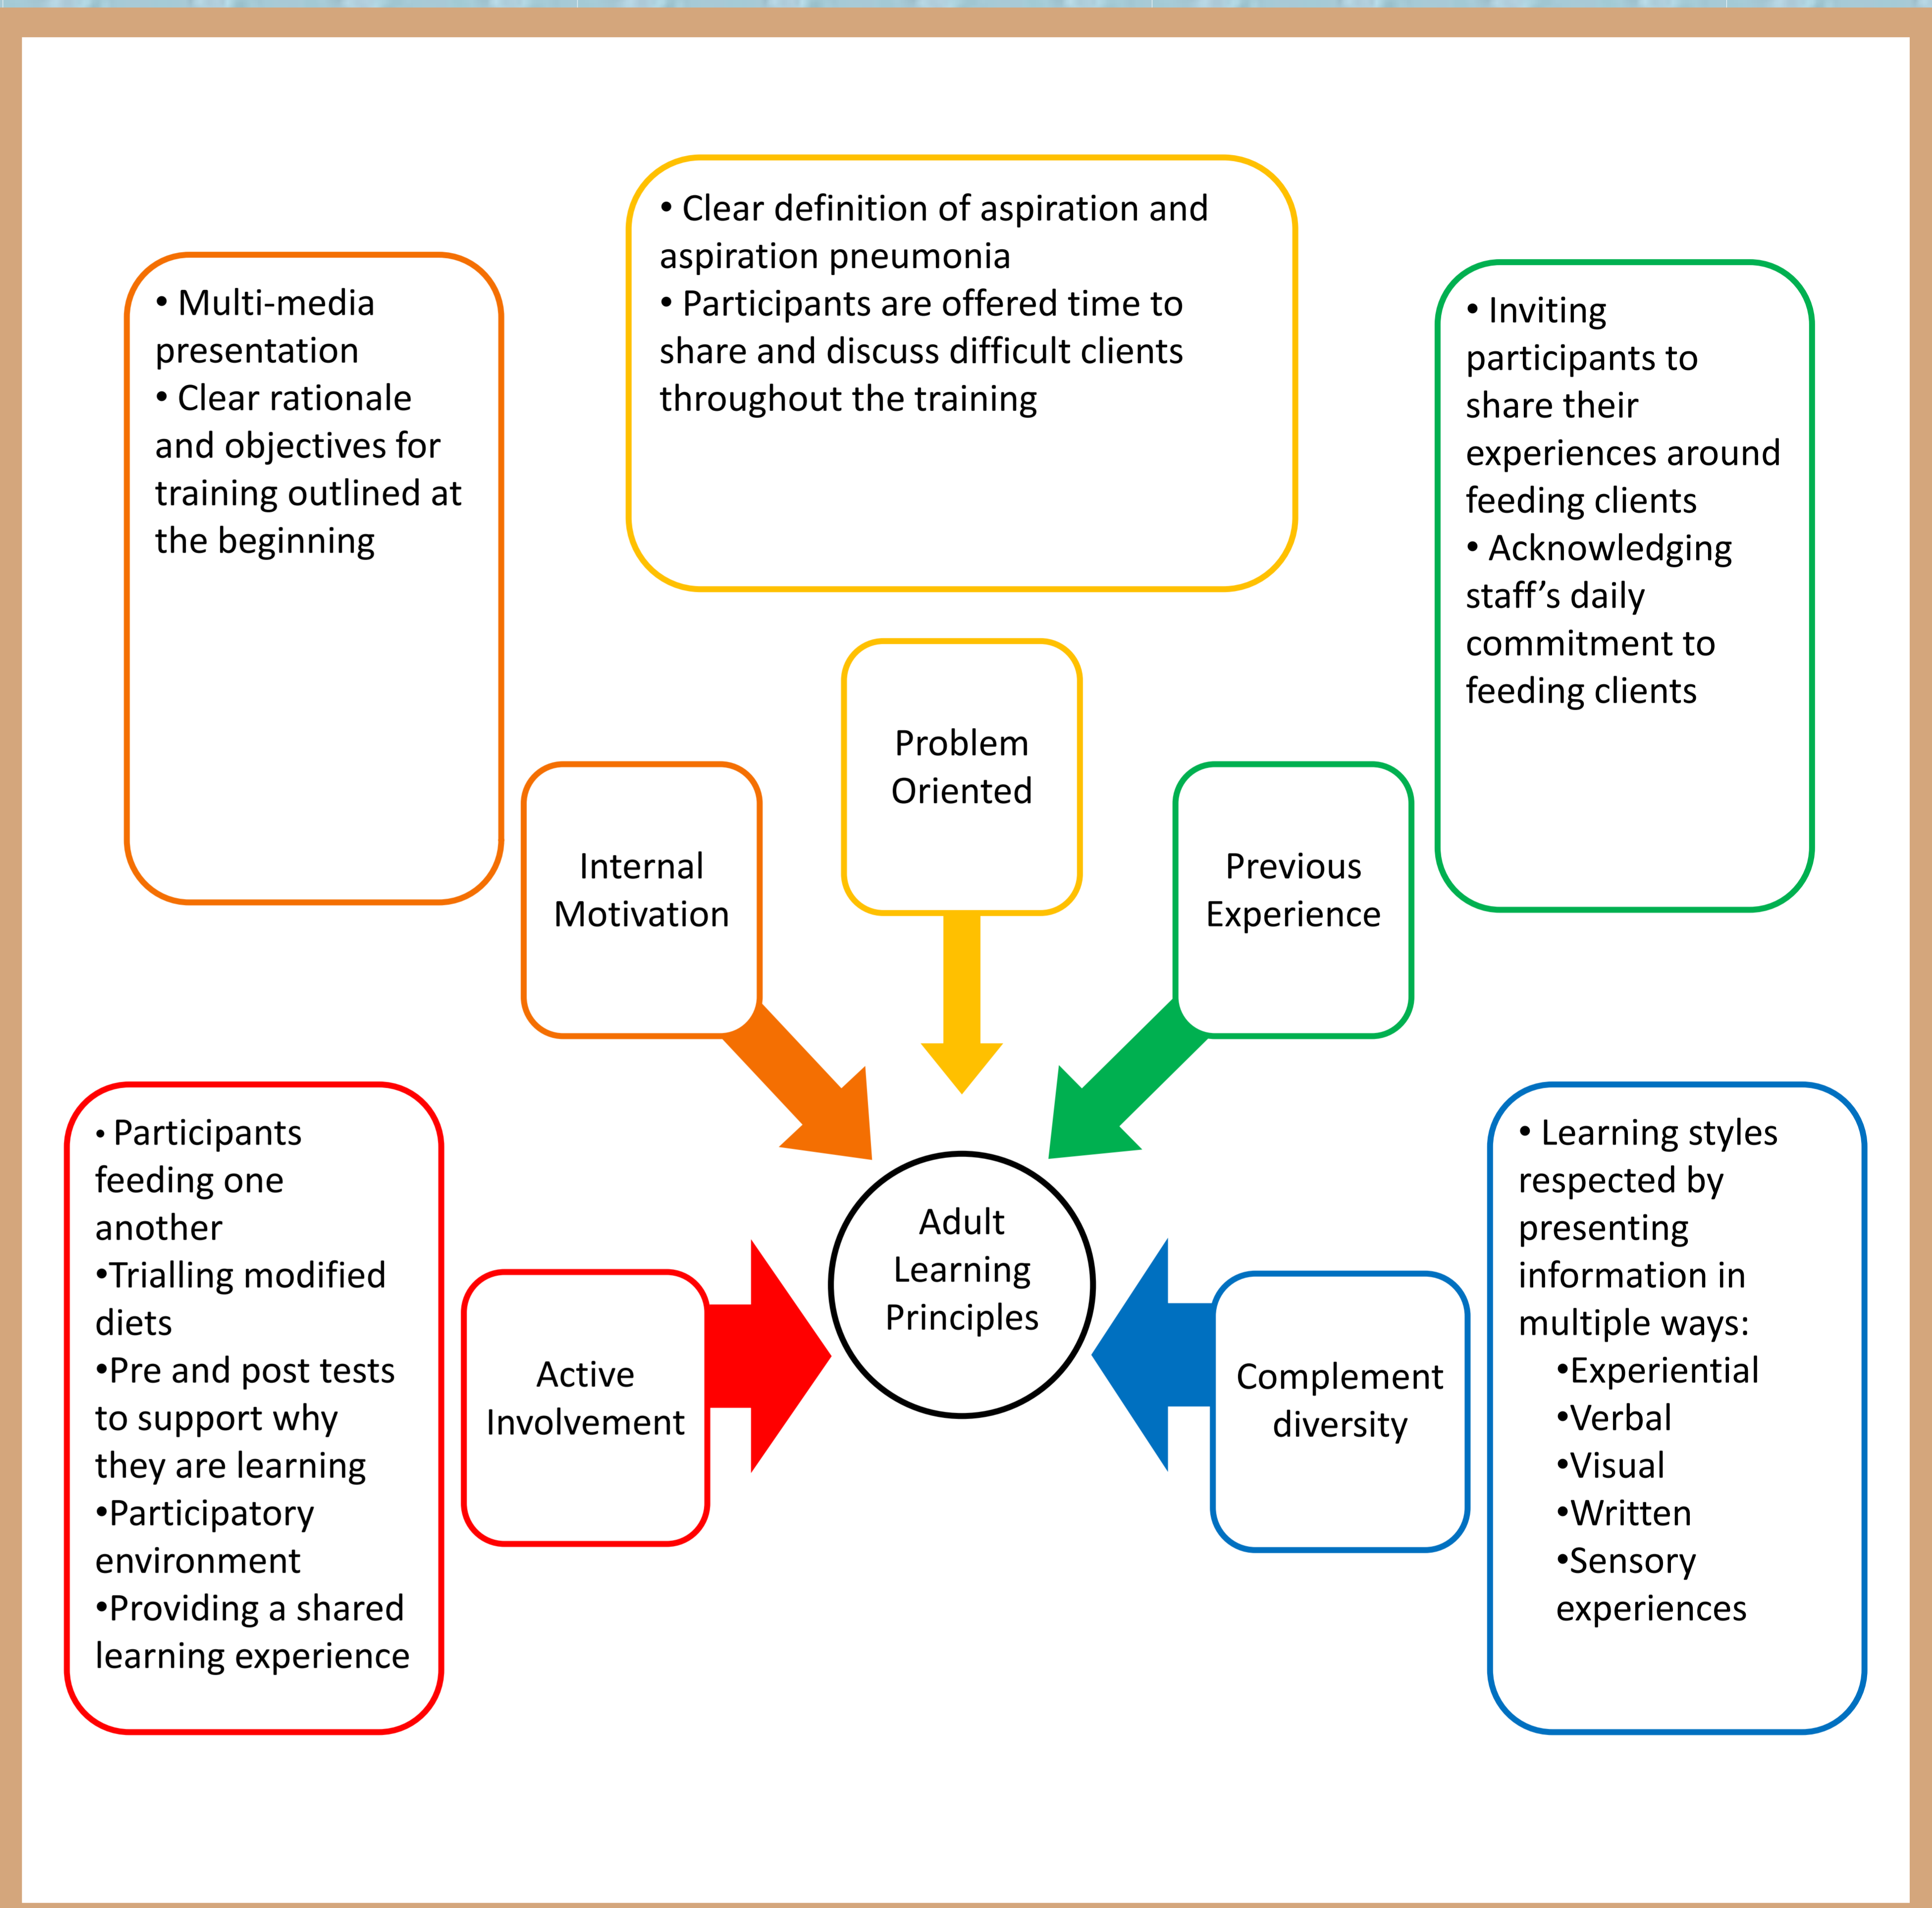 • Clear definition of aspiration and
aspiration pneumonia
• Participants are offered time to
share and discuss difficult clients
throughout the training
• Multi-media
presentation
• Clear rationale
and objectives for
training outlined at
the beginning
• Inviting
participants to
share their
experiences around
feeding clients
• Acknowledging
staff’s daily
commitment to
feeding clients
Problem
Oriented
Internal
Motivation
Previous
Experience
• Participants
feeding one
another
•Trialling modified
diets
•Pre and post tests
to support why
they are learning
•Participatory
environment
•Providing a shared
learning experience
Active
Involvement
Adult
Learning
Principles
Complement
diversity
• Learning styles
respected by
presenting
information in
multiple ways:
•Experiential
•Verbal
•Visual
•Written
•Sensory
experiences